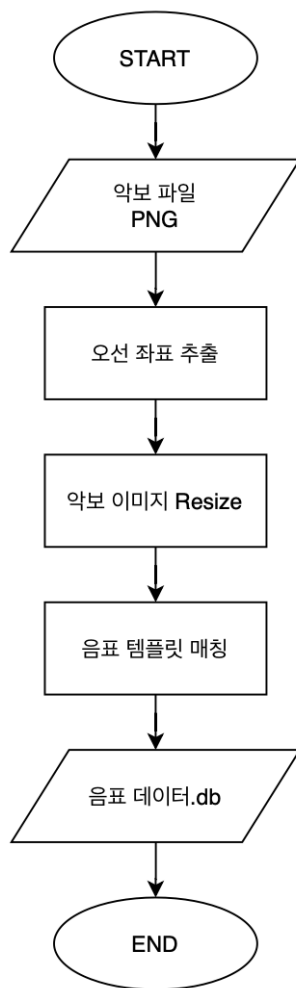 START
악보 파일
PNG
오선 좌표 추출
악보 이미지 Resize
음표 템플릿 매칭
음표 데이터.db
END